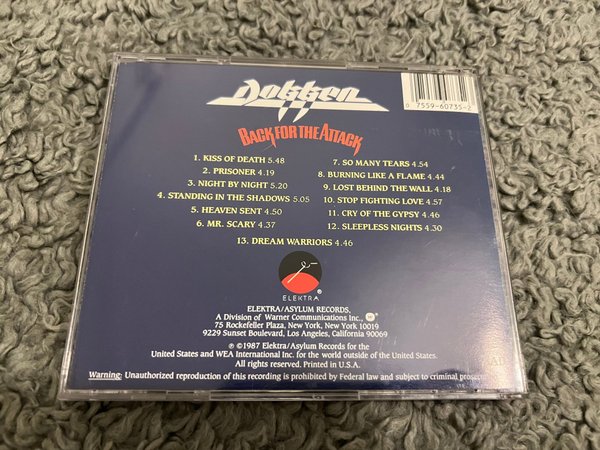 Dokken
BACK FOR THE ATTACK
0 7559-60735-2
1. KISS OF DEATH 5.48
2. PRISONER 4.19
3. NIGHT BY NIGHT 5.20
4. STANDING IN THE SHADOWS 5.05
5. HEAVEN SENT 4.50
6. MR. SCARY 4.37
7. SO MANY TEARS 4.54
8. BURNING LIKE A FLAME 4.44
9. LOST BEHIND THE WALL 4.18
10. STOP FIGHTING LOVE 4.57
11. CRY OF THE GYPSY 4.46
12. SLEEPLESS NIGHTS 4.30
13. DREAM WARRIORS 4.46
ELEKTRA ®
ELEKTRA/ASYLUM RECORDS,
A Division of Warner Communications Inc.,
75 Rockefeller Plaza, New York, New York 10019
9229 Sunset Boulevard, Los Angeles, California 90069
℗ ©1987 Elektra/Asylum Records for the
United States and WEA International Inc. for the world outside of the United States.
All rights reserved. Printed in U.S.A.
Warning: Unauthorized reproduction of this recording is prohibited by Federal law and subject to criminal